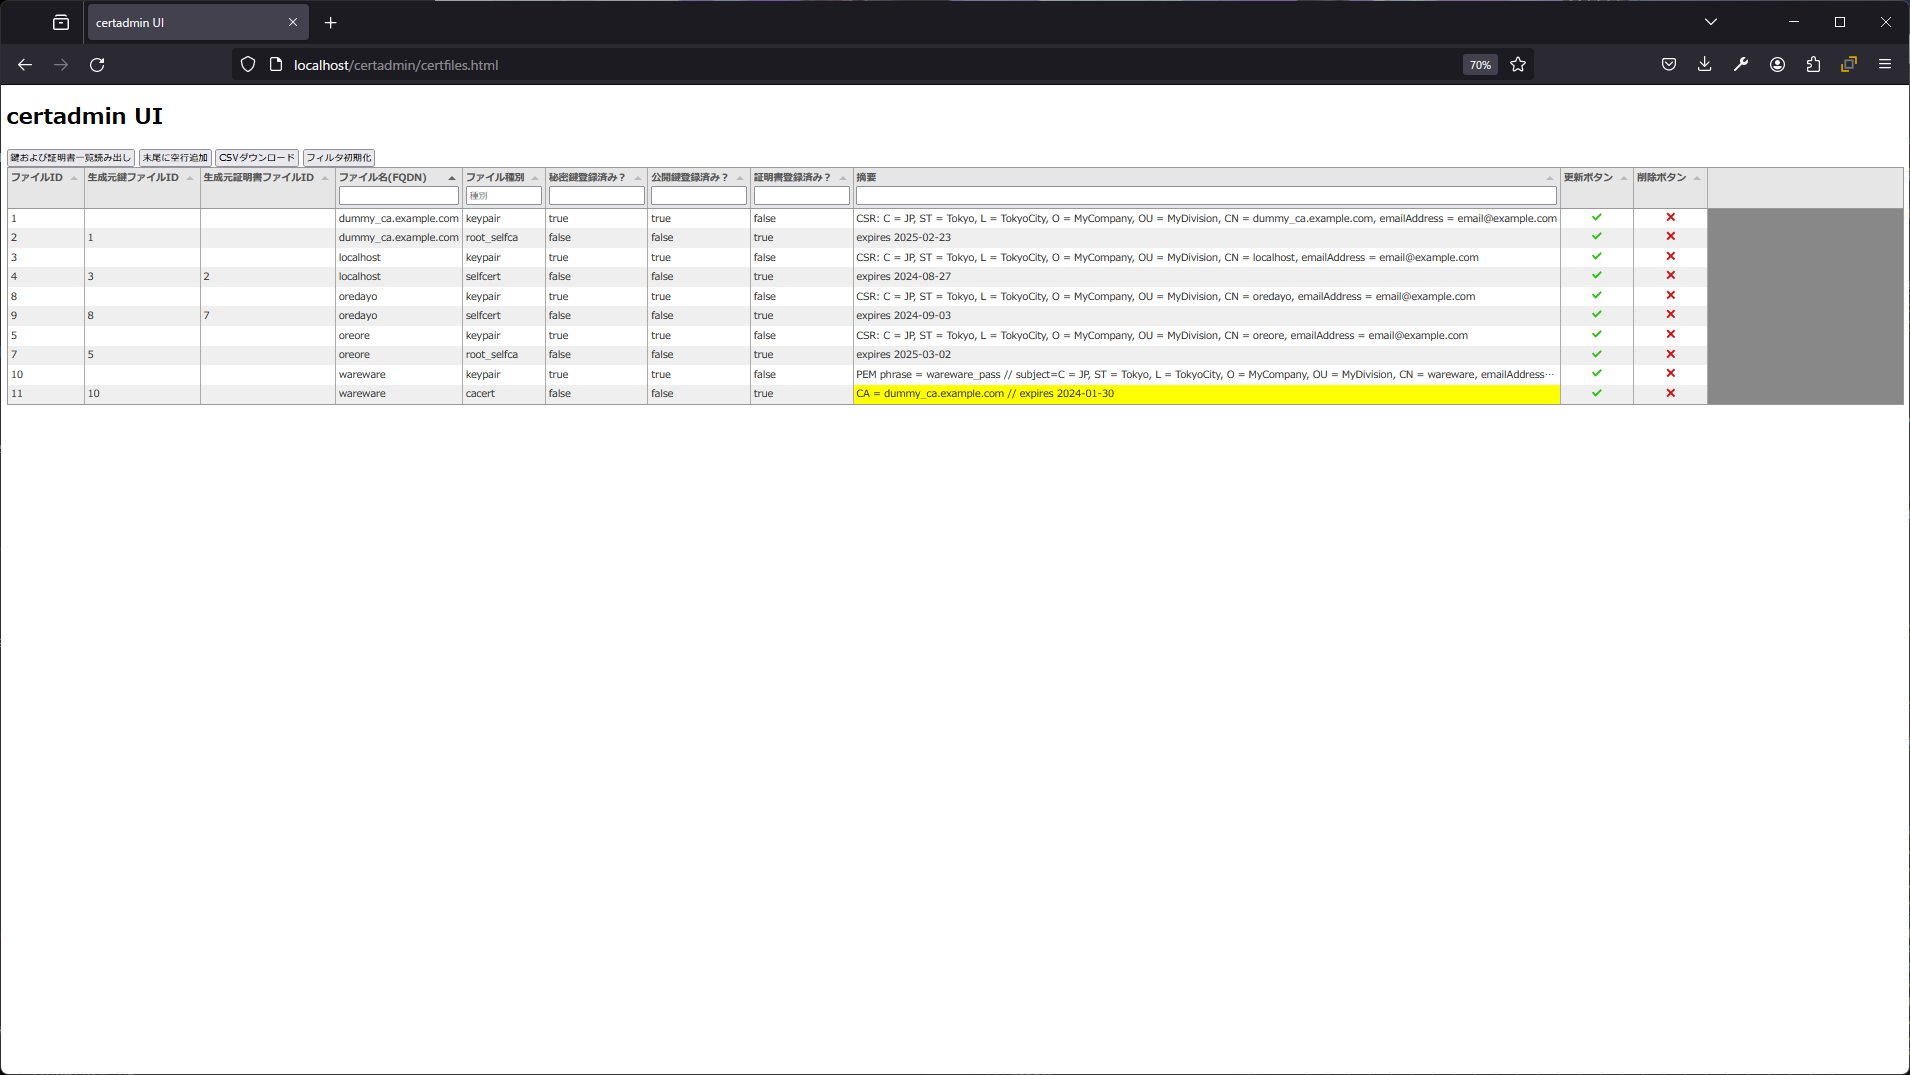 certadmin UI
localhost/certadmin/certfiles.html 70%
certadmin UI
鍵および証明書一覧読み出し 末尾に空行追加 CSVダウンロード フィルタ初期化
ファイルID 生成元鍵ファイルID 生成元証明書ファイルID ファイル名(FQDN) ファイル種別 秘密鍵登録済み? 公開鍵登録済み? 証明書登録済み? 摘要 更新ボタン 削除ボタン
種別
1 dummy_ca.example.com keypair true true false CSR: C = JP, ST = Tokyo, L = TokyoCity, O = MyCompany, OU = MyDivision, CN = dummy_ca.example.com, emailAddress = email@example.com
2 1 dummy_ca.example.com root_selfca false false true expires 2025-02-23
3 localhost keypair true true false CSR: C = JP, ST = Tokyo, L = TokyoCity, O = MyCompany, OU = MyDivision, CN = localhost, emailAddress = email@example.com
4 3 2 localhost selfcert false false true expires 2024-08-27
8 oredayo keypair true true false CSR: C = JP, ST = Tokyo, L = TokyoCity, O = MyCompany, OU = MyDivision, CN = oredayo, emailAddress = email@example.com
9 8 7 oredayo selfcert false false true expires 2024-09-03
5 oreore keypair true true false CSR: C = JP, ST = Tokyo, L = TokyoCity, O = MyCompany, OU = MyDivision, CN = oreore, emailAddress = email@example.com
7 5 oreore root_selfca false false true expires 2025-03-02
10 wareware keypair true true false PEM phrase = wareware_pass // subject=C = JP, ST = Tokyo, L = TokyoCity, O = MyCompany, OU = MyDivision, CN = wareware, emailAddress…
11 10 wareware cacert false false true CA = dummy_ca.example.com // expires 2024-01-30